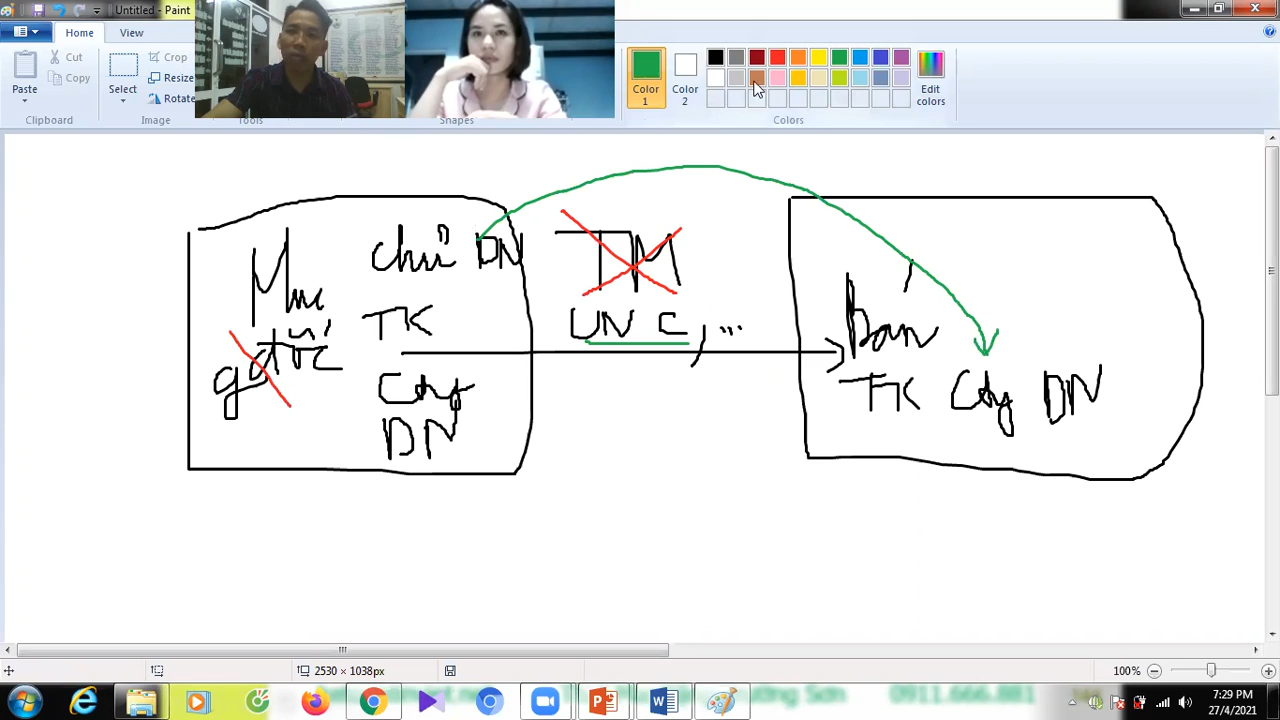 Untitled - Paint
Home
View
Paste
Cut
Copy
Clipboard
Select
Crop
Resize
Rotate
Image
Tools
Shapes
Color 1
Color 2
Edit colors
Colors
chủ DN
TM
TK
UN C, ...
Cty
DN
bán
TK Cty DN
2530 × 1038px
100%
7:29 PM
27/4/2021